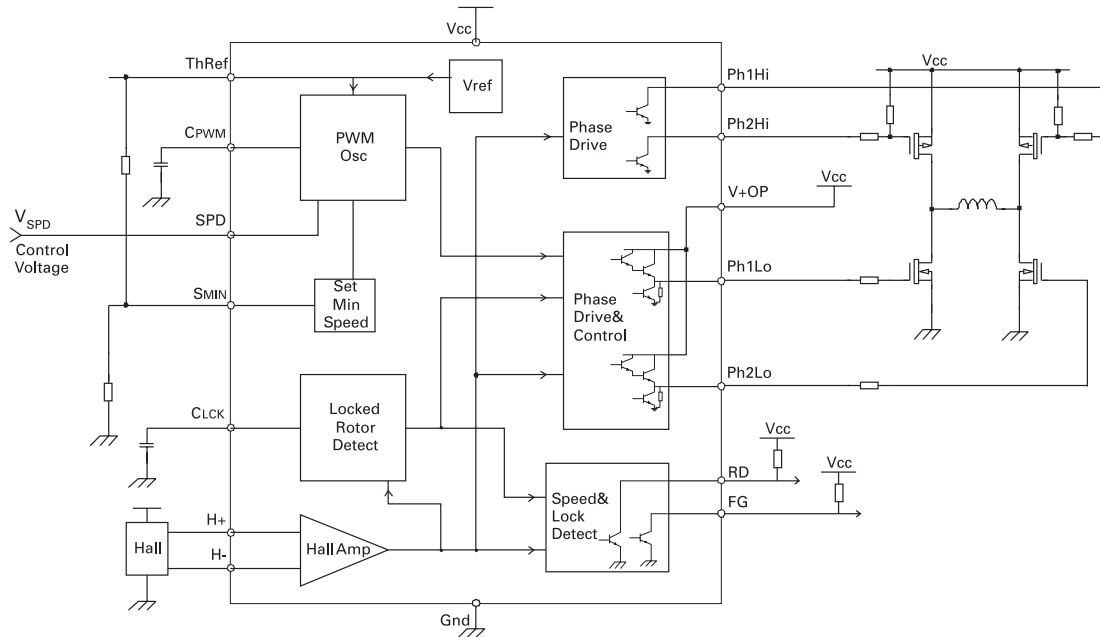 Vcc
ThRef
Vref
CPWM
PWM
Osc
VSPD
SPD
Control
Voltage
SMIN
Set
Min
Speed
CLCK
Locked
Rotor
Detect
H+
Hall
H-
Hall Amp
Gnd
Phase
Drive
Ph1Hi
Ph2Hi
Vcc
V+OP
Vcc
Phase
Drive&
Control
Ph1Lo
Ph2Lo
Speed&
Lock
Detect
RD
Vcc
FG
Vcc